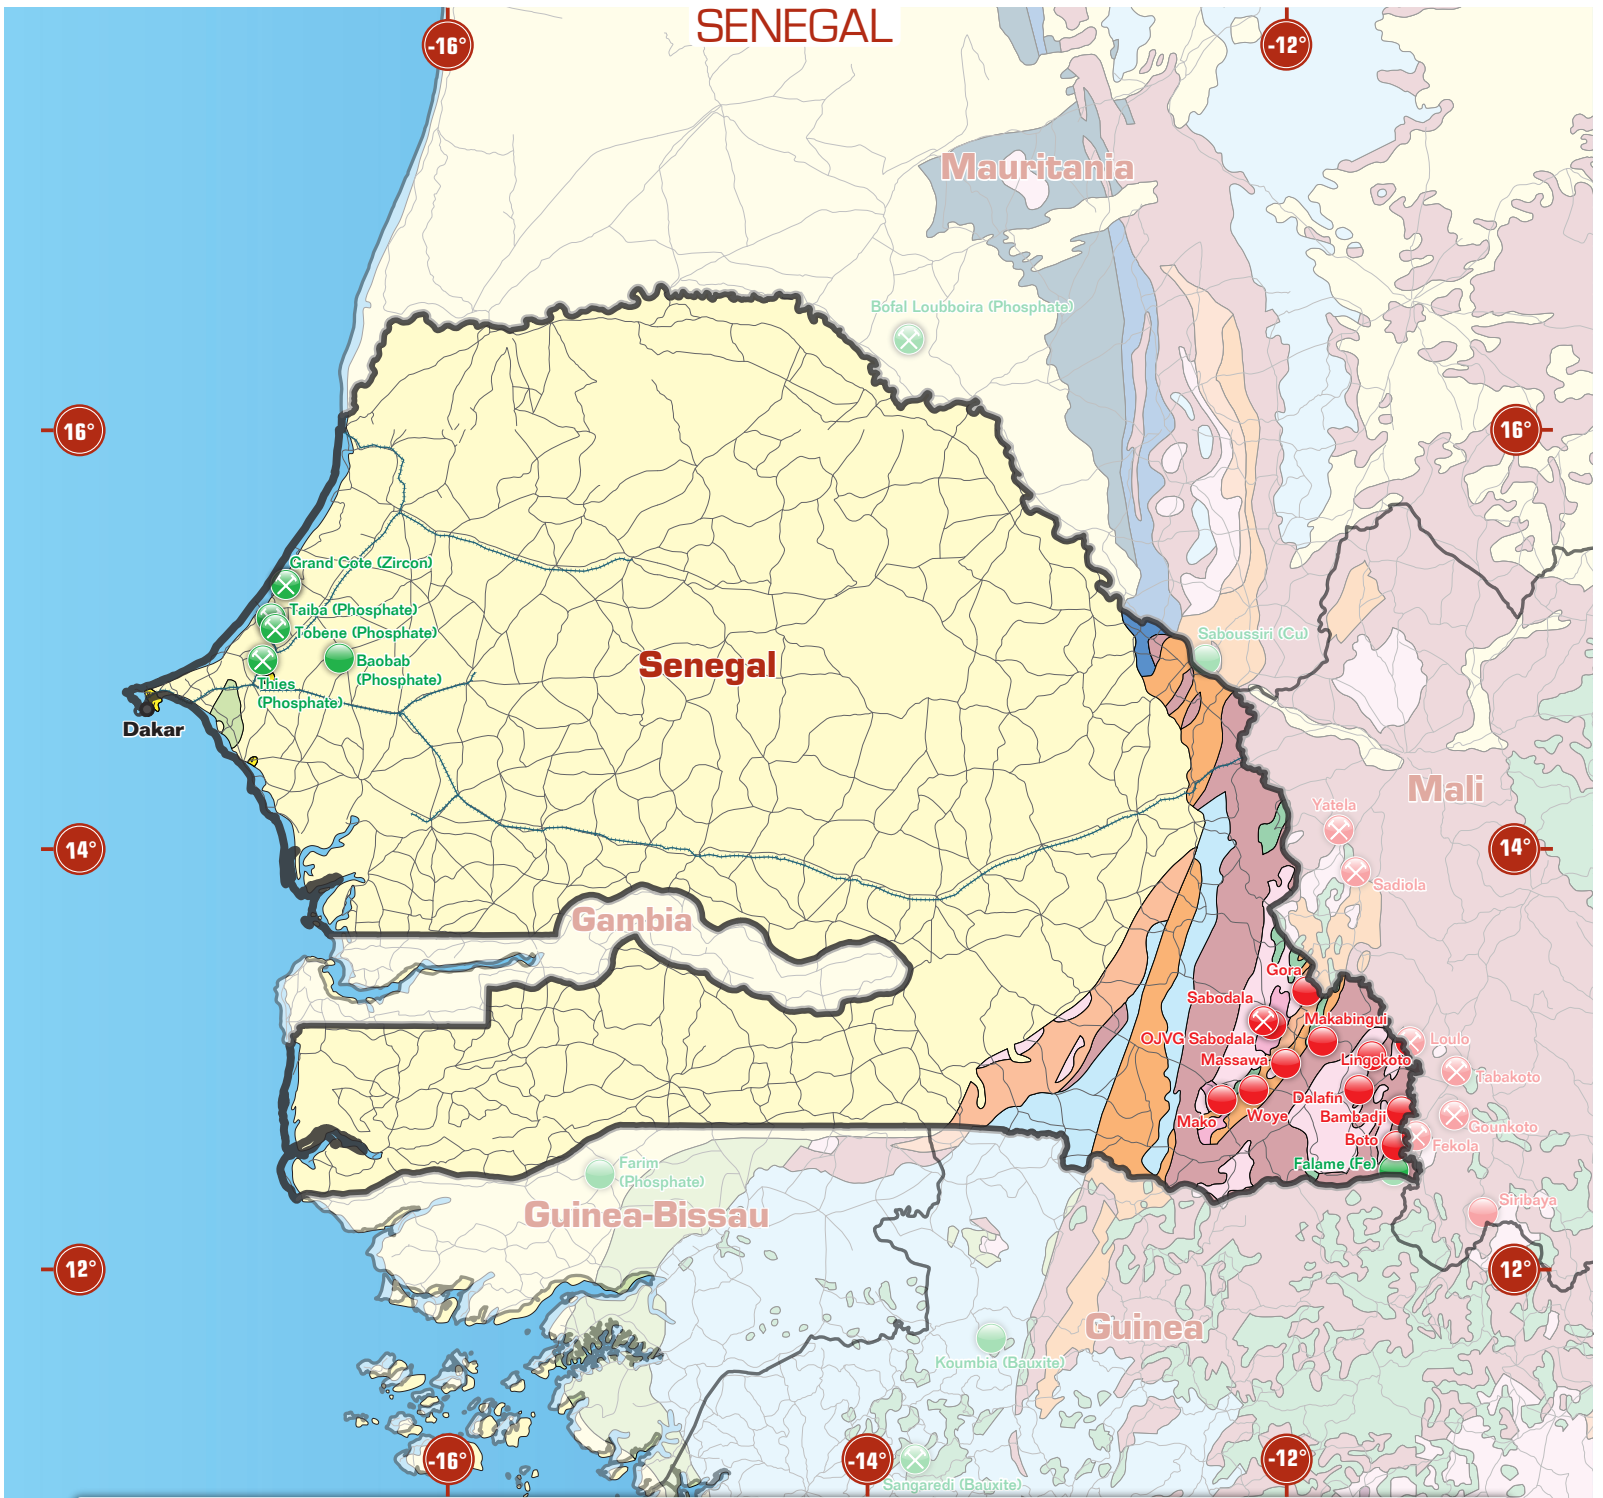 SENEGAL
-16°
-12°
Mauritania
Bofal Loubboira (Phosphate)
16°
16°
Grand Cote (Zircon)
Taiba (Phosphate)
Tobene (Phosphate)
Baobab
(Phosphate)
Thies
(Phosphate)
Dakar
Senegal
Saboussiri (Cu)
Mali
Yatela
Sadiola
14°
14°
Gambia
Gora
Sabodala
Makabingui
OJVG Sabodala
Massawa
Lingokoto
Loulo
Tabakoto
Dalafin
Mako
Woye
Bambadji
Gounkoto
Boto
Fekola
Falame (Fe)
Siribaya
Farim
(Phosphate)
Guinea-Bissau
12°
12°
Guinea
Koumbia (Bauxite)
-16°
-14°
-12°
Sangaredi (Bauxite)